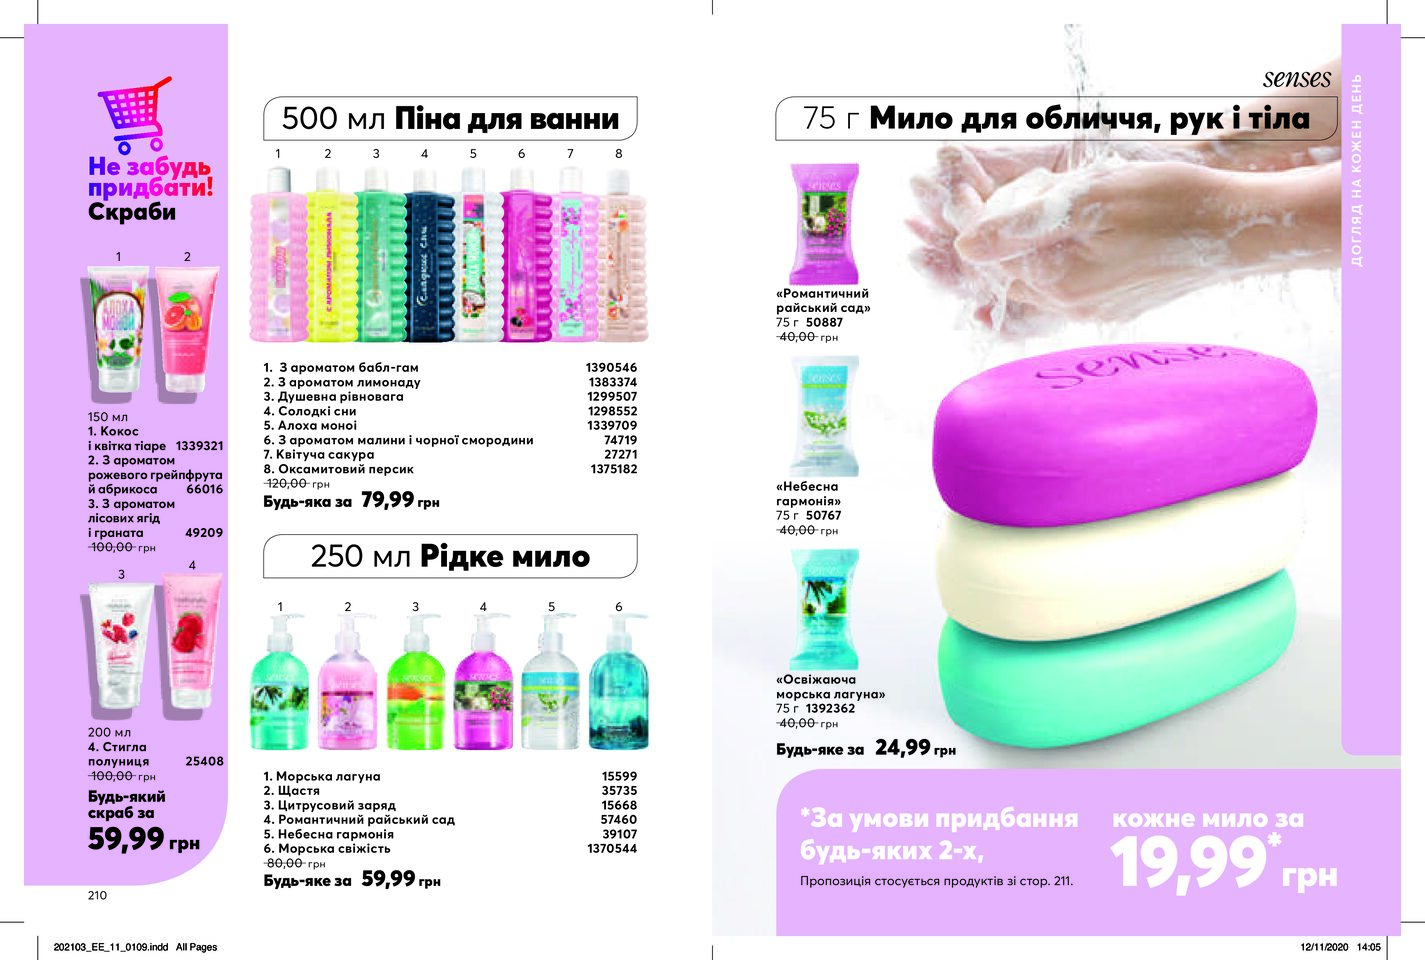 Не забудь
придбати!
Скраби
1 2
150 мл
1. Кокос
і квітка тіаре 1339321
2. З ароматом
рожевого грейпфрута
й абрикоса 66016
3. З ароматом
лісових ягід
і граната 49209
100,00 грн
3 4
200 мл
4. Стигла
полуниця 25408
100,00 грн
Будь-який
скраб за
59,99 грн
210
500 мл Піна для ванни
1 2 3 4 5 6 7 8
1. З ароматом бабл-гам 1390546
2. З ароматом лимонаду 1383374
3. Душевна рівновага 1299507
4. Солодкі сни 1298552
5. Алоха моної 1339709
6. З ароматом малини і чорної смородини 74719
7. Квітуча сакура 27271
8. Оксамитовий персик 1375182
120,00 грн
Будь-яка за 79,99 грн
250 мл Рідке мило
1 2 3 4 5 6
1. Морська лагуна 15599
2. Щастя 35735
3. Цитрусовий заряд 15668
4. Романтичний райський сад 57460
5. Небесна гармонія 39107
6. Морська свіжість 1370544
80,00 грн
Будь-яке за 59,99 грн
senses
75 г Мило для обличчя, рук і тіла
ДОГЛЯД НА КОЖЕН ДЕНЬ
senses
«Романтичний
райський сад»
75 г 50887
40,00 грн
senses
senses
«Небесна
гармонія»
75 г 50767
40,00 грн
senses
«Освіжаюча
морська лагуна»
75 г 1392362
40,00 грн
Будь-яке за 24,99 грн
*За умови придбання
будь-яких 2-х,
Пропозиція стосується продуктів зі стор. 211.
кожне мило за
19,99* грн
202103_EE_11_0109.indd All Pages
12/11/2020 14:05